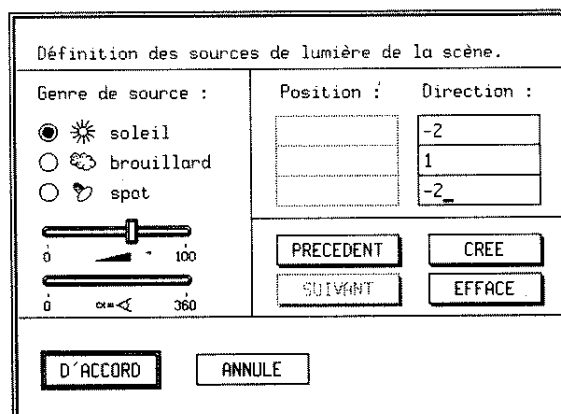 Définition des sources de lumière de la scène.
Genre de source :
soleil
brouillard
spot
0 100
0 α= 360
Position : Direction :
-2
1
-2_
PRECEDENT CREE
SUIVANT EFFACE
D'ACCORD ANNULE